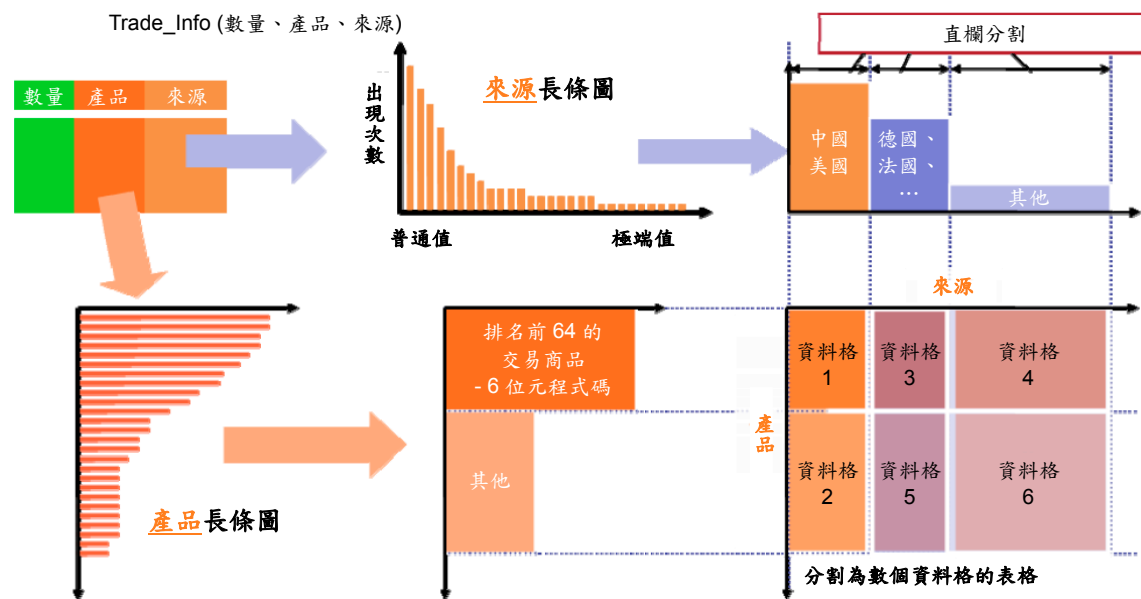 Trade_Info (數量、產品、來源)
直欄分割
數量
產品
來源
出現次數
來源長條圖
普通值
極端值
中國
美國
德國、
法國、
…
其他
來源
排名前 64 的
交易商品
- 6 位元程式碼
其他
產品長條圖
產品
資料格
1
資料格
3
資料格
4
資料格
2
資料格
5
資料格
6
分割為數個資料格的表格